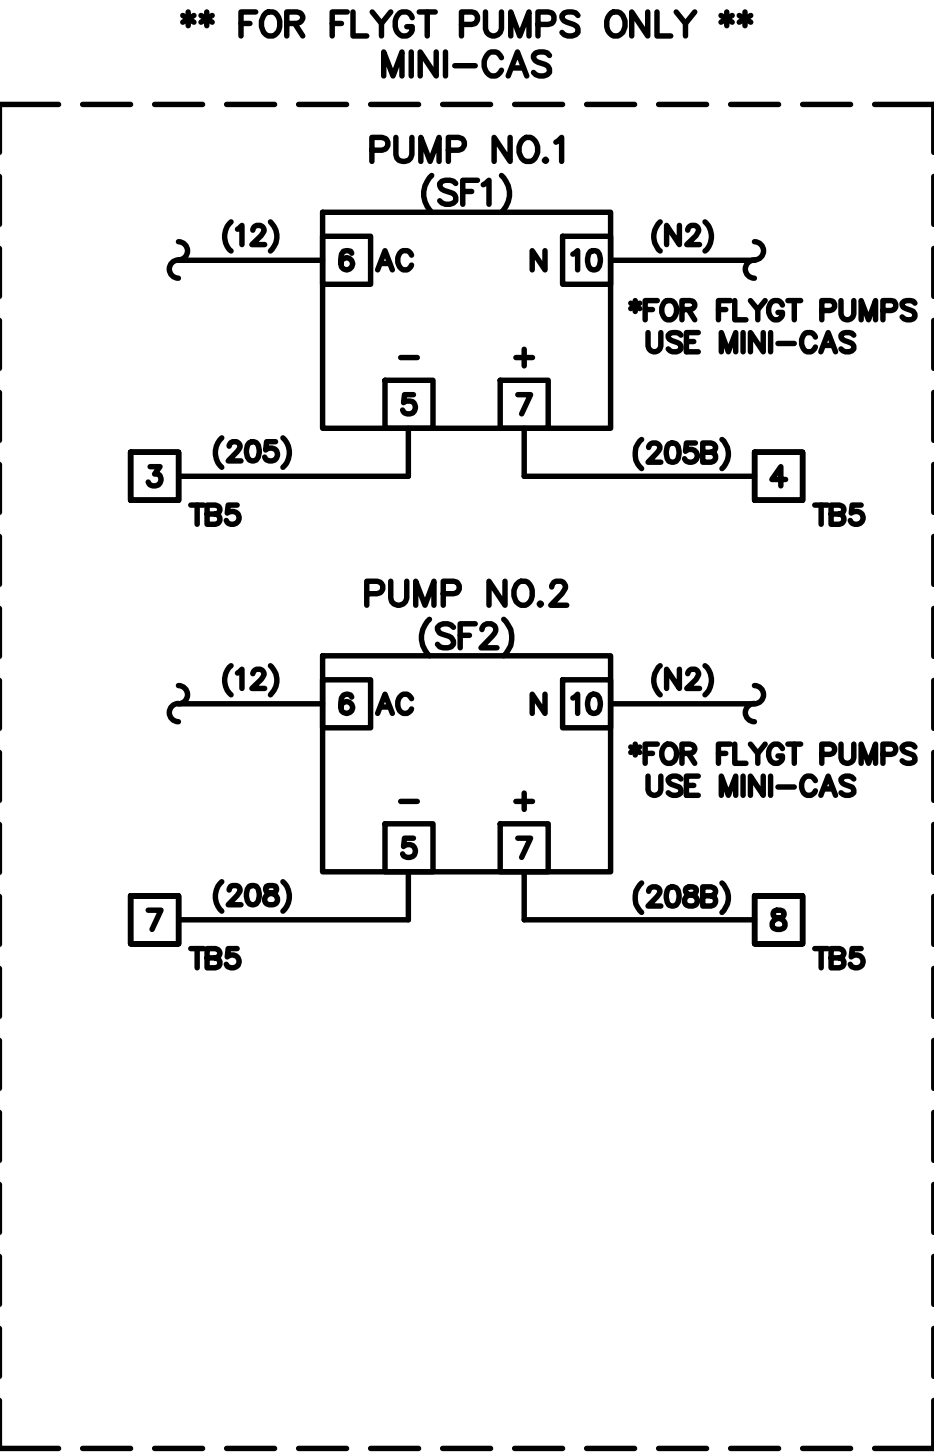 ** FOR FLYGT PUMPS ONLY **
MINI-CAS
PUMP NO.1
(SF1)
(12) (N2)
6 AC N 10
*FOR FLYGT PUMPS
USE MINI-CAS
- +
5 7
(205) (205B)
3 4
TB5 TB5
PUMP NO.2
(SF2)
(12) (N2)
6 AC N 10
*FOR FLYGT PUMPS
USE MINI-CAS
- +
5 7
(208) (208B)
7 8
TB5 TB5